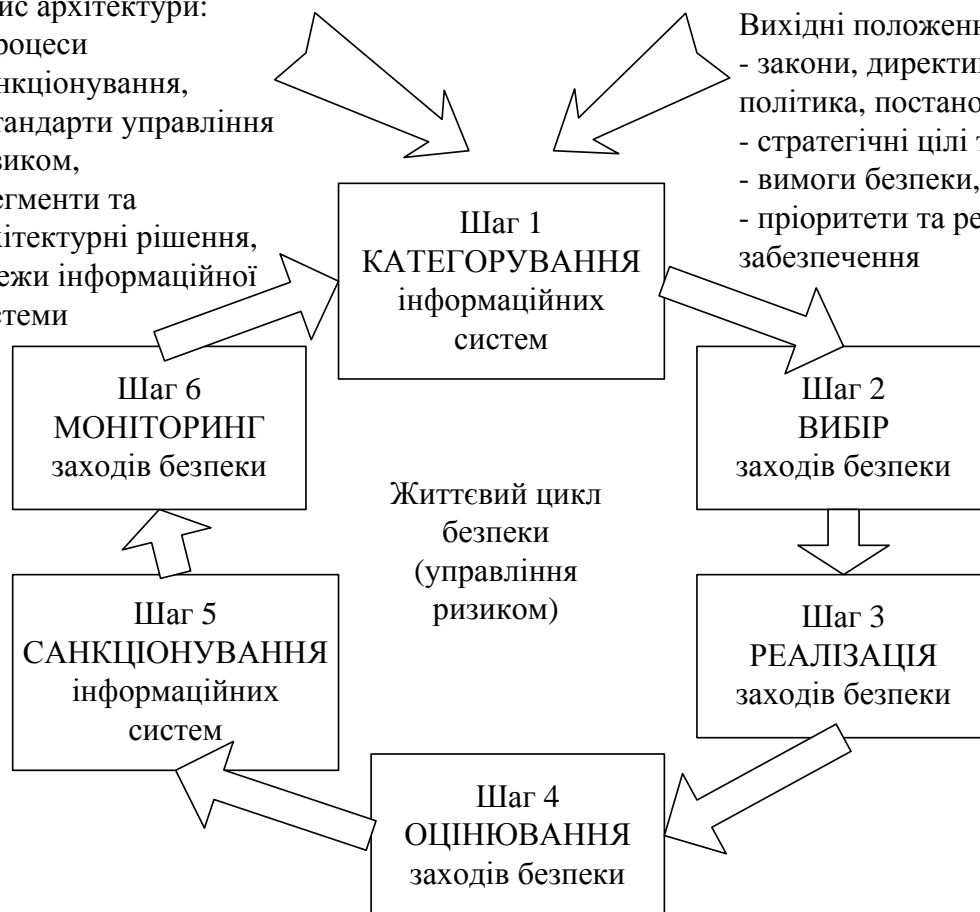 ис архітектури:
роцеси
нкціонування,
тандарти управління
зиком,
егменти та
хітектурні рішення,
ежи інформаційної
стеми
Вихідні положенн
- закони, директи
політика, постано
- стратегічні цілі т
- вимоги безпеки,
- пріоритети та ре
забезпечення
Шаг 1
КАТЕГОРУВАННЯ
інформаційних
систем
Шаг 2
ВИБІР
заходів безпеки
Шаг 3
РЕАЛІЗАЦІЯ
заходів безпеки
Шаг 4
ОЦІНЮВАННЯ
заходів безпеки
Шаг 5
САНКЦІОНУВАННЯ
інформаційних
систем
Шаг 6
МОНІТОРИНГ
заходів безпеки
Життєвий цикл
безпеки
(управління
ризиком)